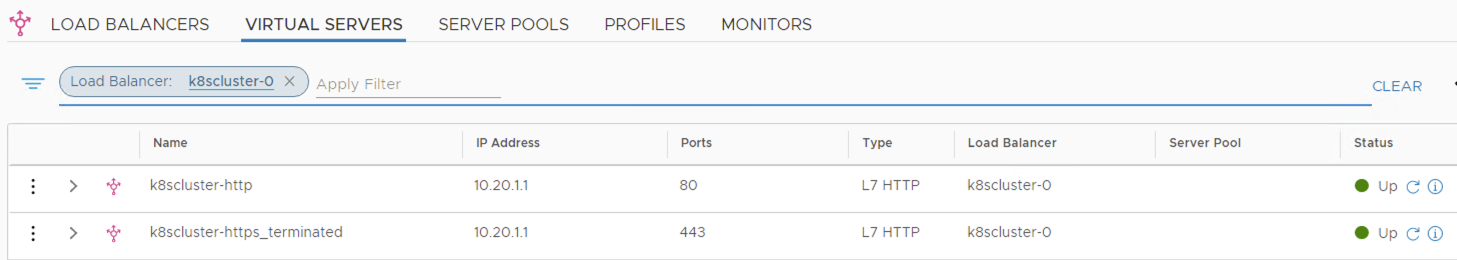 LOAD BALANCERS VIRTUAL SERVERS SERVER POOLS PROFILES MONITORS
Load Balancer: k8scluster-0 × Apply Filter CLEAR
Name IP Address Ports Type Load Balancer Server Pool Status
k8scluster-http 10.20.1.1 80 L7 HTTP k8scluster-0 Up
k8scluster-https_terminated 10.20.1.1 443 L7 HTTP k8scluster-0 Up